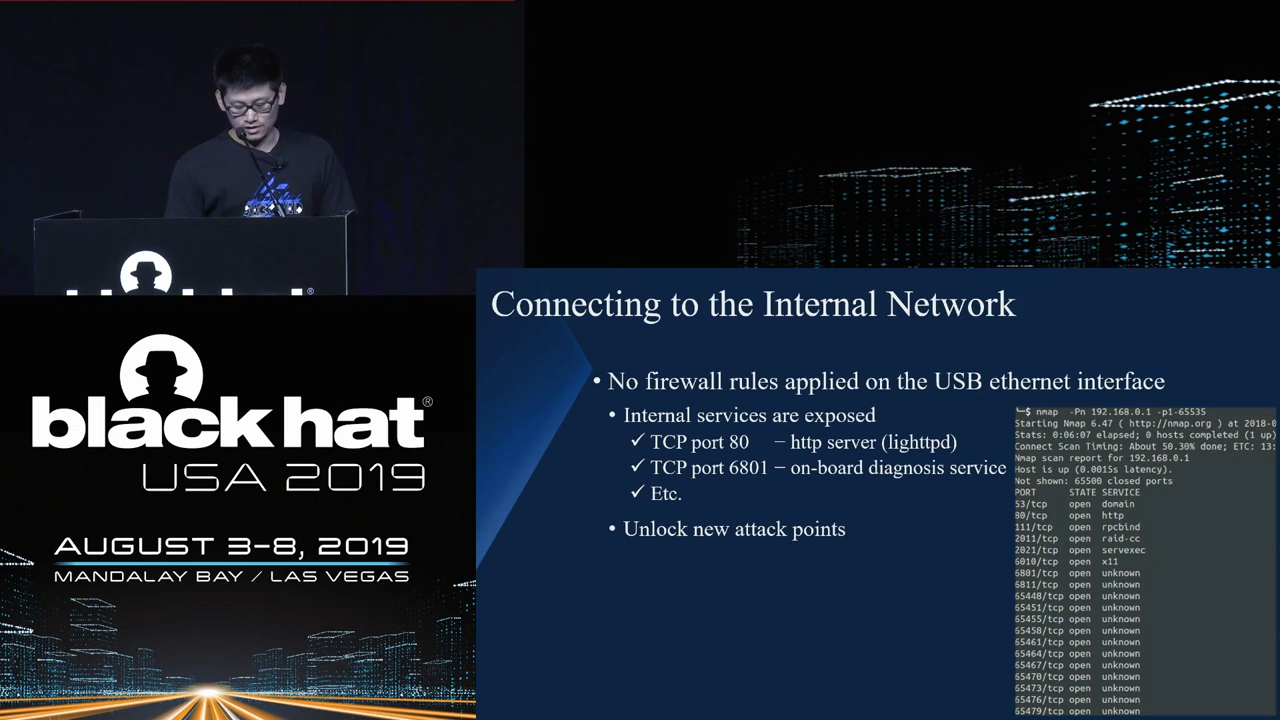 black hat®
USA 2019
AUGUST 3-8, 2019
MANDALAY BAY / LAS VEGAS
Connecting to the Internal Network
• No firewall rules applied on the USB ethernet interface
• Internal services are exposed
✓ TCP port 80 − http server (lighttpd)
✓ TCP port 6801 − on-board diagnosis service
✓ Etc.
• Unlock new attack points
$ nmap -Pn 192.168.0.1 -p1-65535
Starting Nmap 6.47 ( http://nmap.org ) at 2018-0
Stats: 0:06:07 elapsed; 0 hosts completed (1 up)
Connect Scan Timing: About 50.30% done; ETC: 13:
Nmap scan report for 192.168.0.1
Host is up (0.0015s latency).
Not shown: 65500 closed ports
PORT STATE SERVICE
53/tcp open domain
80/tcp open http
111/tcp open rpcbind
2011/tcp open raid-cc
2021/tcp open servexec
6010/tcp open x11
6801/tcp open unknown
6811/tcp open unknown
65448/tcp open unknown
65451/tcp open unknown
65455/tcp open unknown
65458/tcp open unknown
65461/tcp open unknown
65464/tcp open unknown
65467/tcp open unknown
65470/tcp open unknown
65473/tcp open unknown
65476/tcp open unknown
65479/tcp open unknown